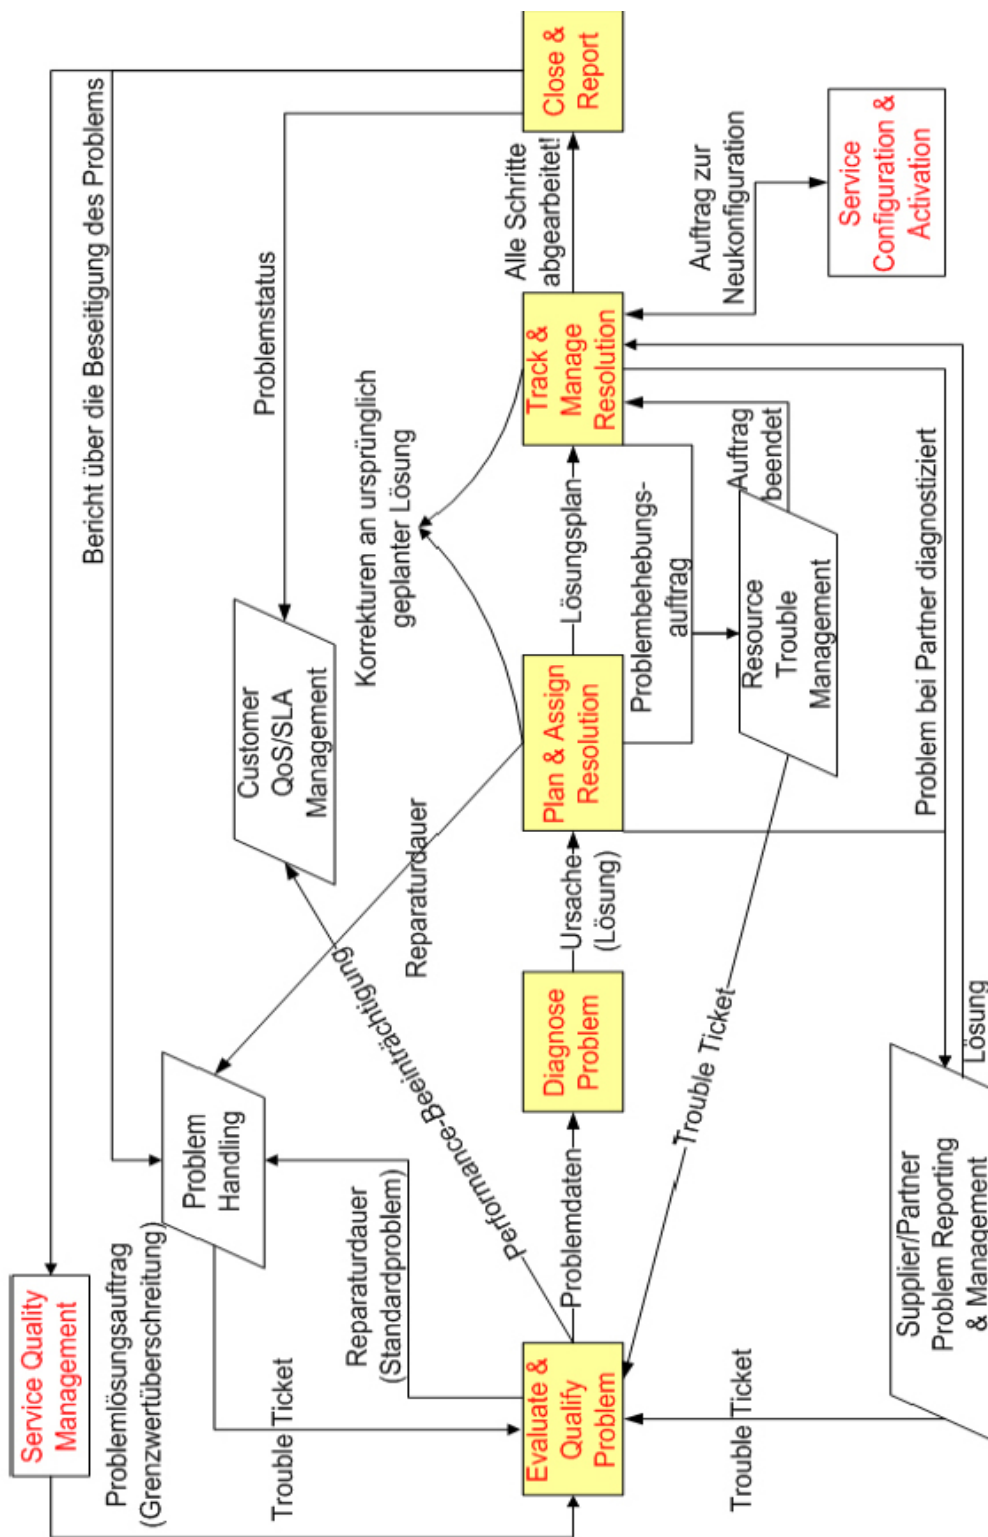 Service Quality
Management
Bericht über die Beseitigung des Problems
Problemlösungsauftrag
(Grenzwertüberschreitung)
Problem
Handling
Customer
QoS/SLA
Management
Problemstatus
Trouble Ticket
Reparaturdauer
(Standardproblem)
Performance-Beeinträchtigung
Reparaturdauer
Korrekturen an ursprünglich
geplanter Lösung
Evaluate &
Qualify
Problem
Problemdaten
Diagnose
Problem
Ursache
(Lösung)
Plan & Assign
Resolution
Lösungsplan
Track &
Manage
Resolution
Alle Schritte
abgearbeitet!
Close &
Report
Trouble Ticket
Trouble Ticket
Problembehebungs-
auftrag
Resource
Trouble
Management
Auftrag
beendet
Auftrag zur
Neukonfiguration
Service
Configuration &
Activation
Supplier/Partner
Problem Reporting
& Management
Problem bei Partner diagnostiziert
Lösung